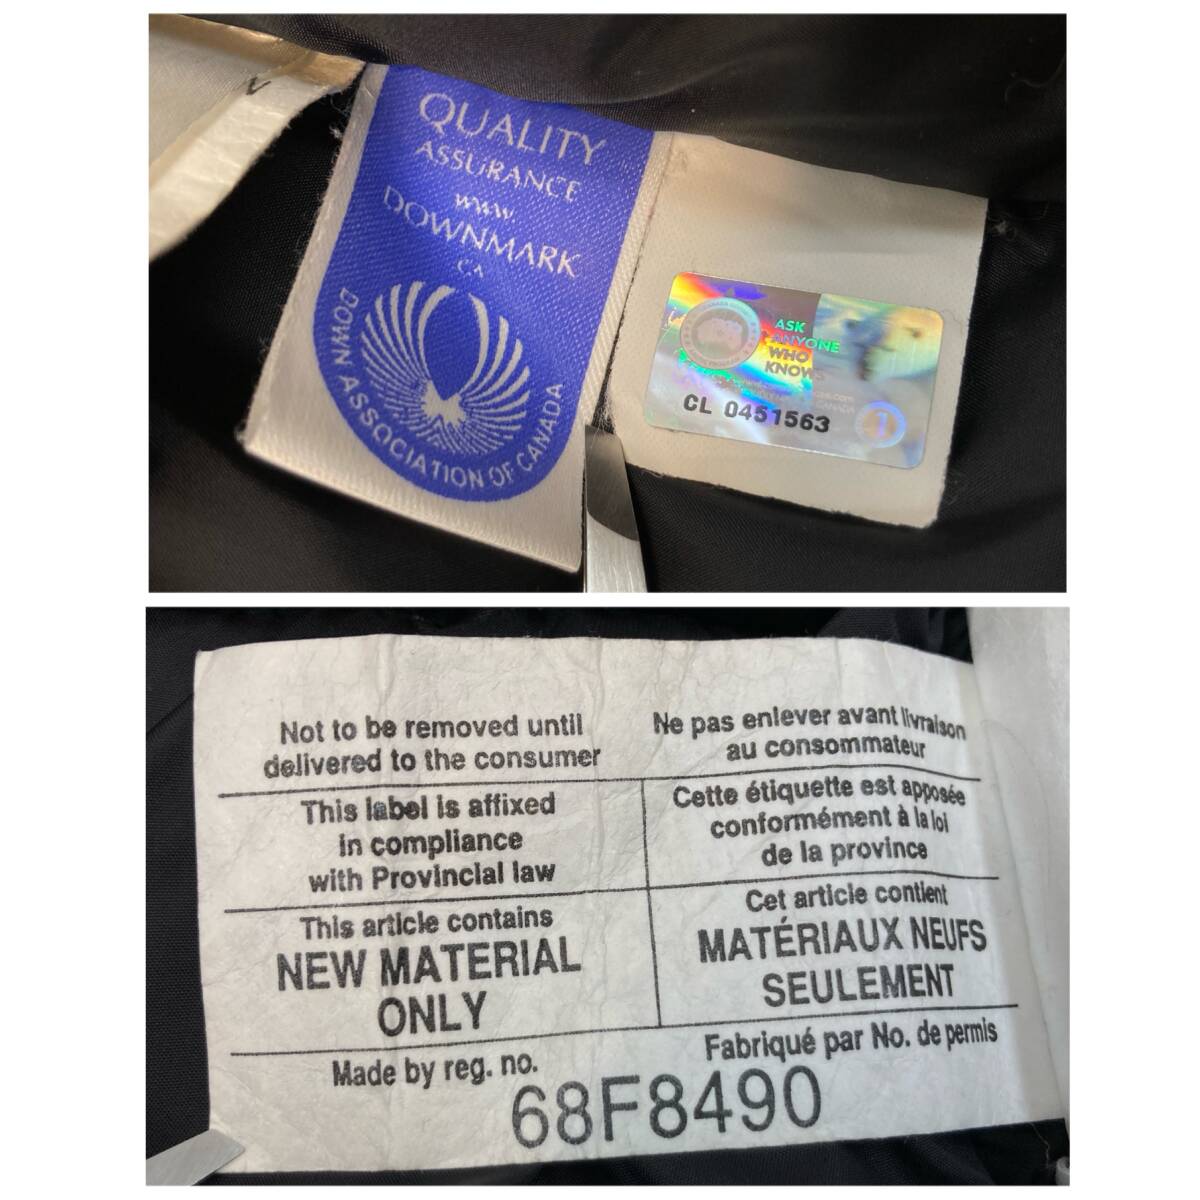 QUALITY
ASSURANCE
www
DOWNMARK
CA
DOWN ASSOCIATION OF CANADA
ASK
ANYONE
WHO
KNOWS
CL 0451563
Not to be removed until
delivered to the consumer
Ne pas enlever avant livraison
au consommateur
This label is affixed
in compliance
with Provincial law
Cette étiquette est apposée
conformément à la loi
de la province
This article contains
NEW MATERIAL
ONLY
Cet article contient
MATÉRIAUX NEUFS
SEULEMENT
Made by reg. no.
Fabriqué par No. de permis
68F8490